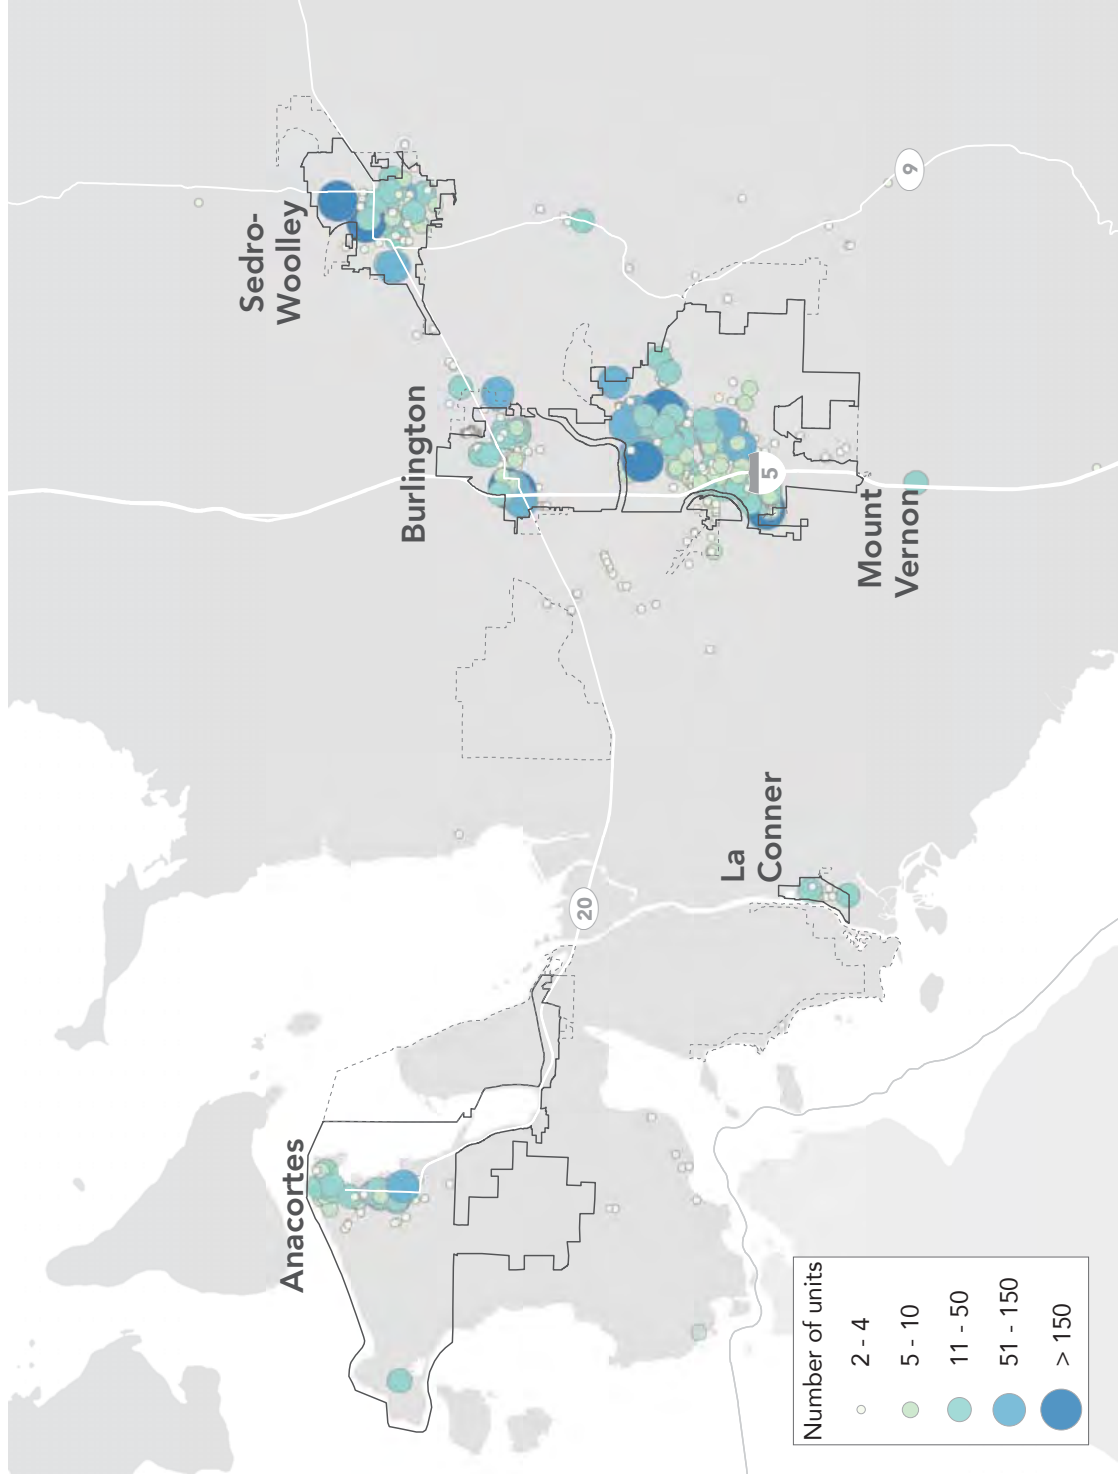 Sedro-
Woolley
9
Burlington
5
Mount
Vernon
La
Conner
20
Anacortes
Number of units
2 - 4
5 - 10
11 - 50
51 - 150
> 150